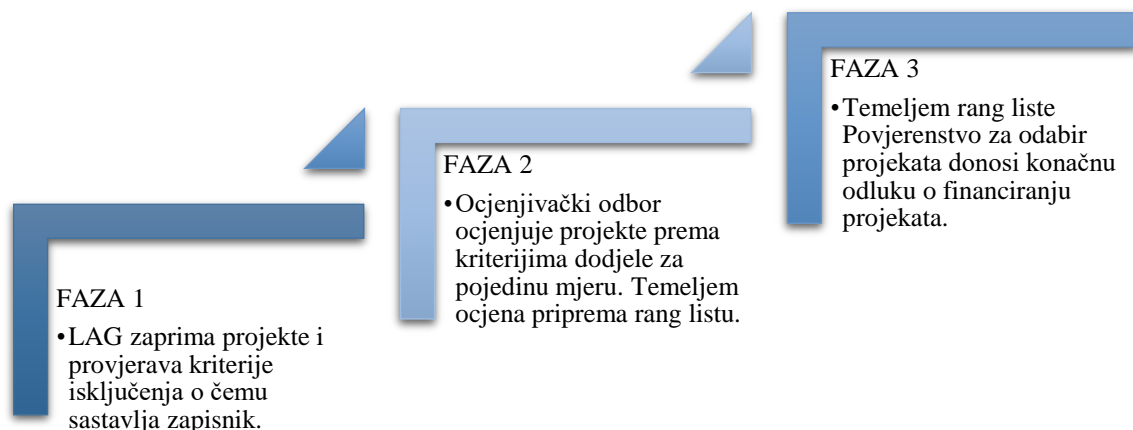 FAZA 1
•LAG zaprima projekte i
provjerava kriterije
isključenja o čemu
sastavlja zapisnik.
FAZA 2
•Ocjenjivački odbor
ocjenjuje projekte prema
kriterijima dodjele za
pojedinu mjeru. Temeljem
ocjena priprema rang listu.
FAZA 3
•Temeljem rang liste
Povjerenstvo za odabir
projekata donosi konačnu
odluku o financiranju
projekata.